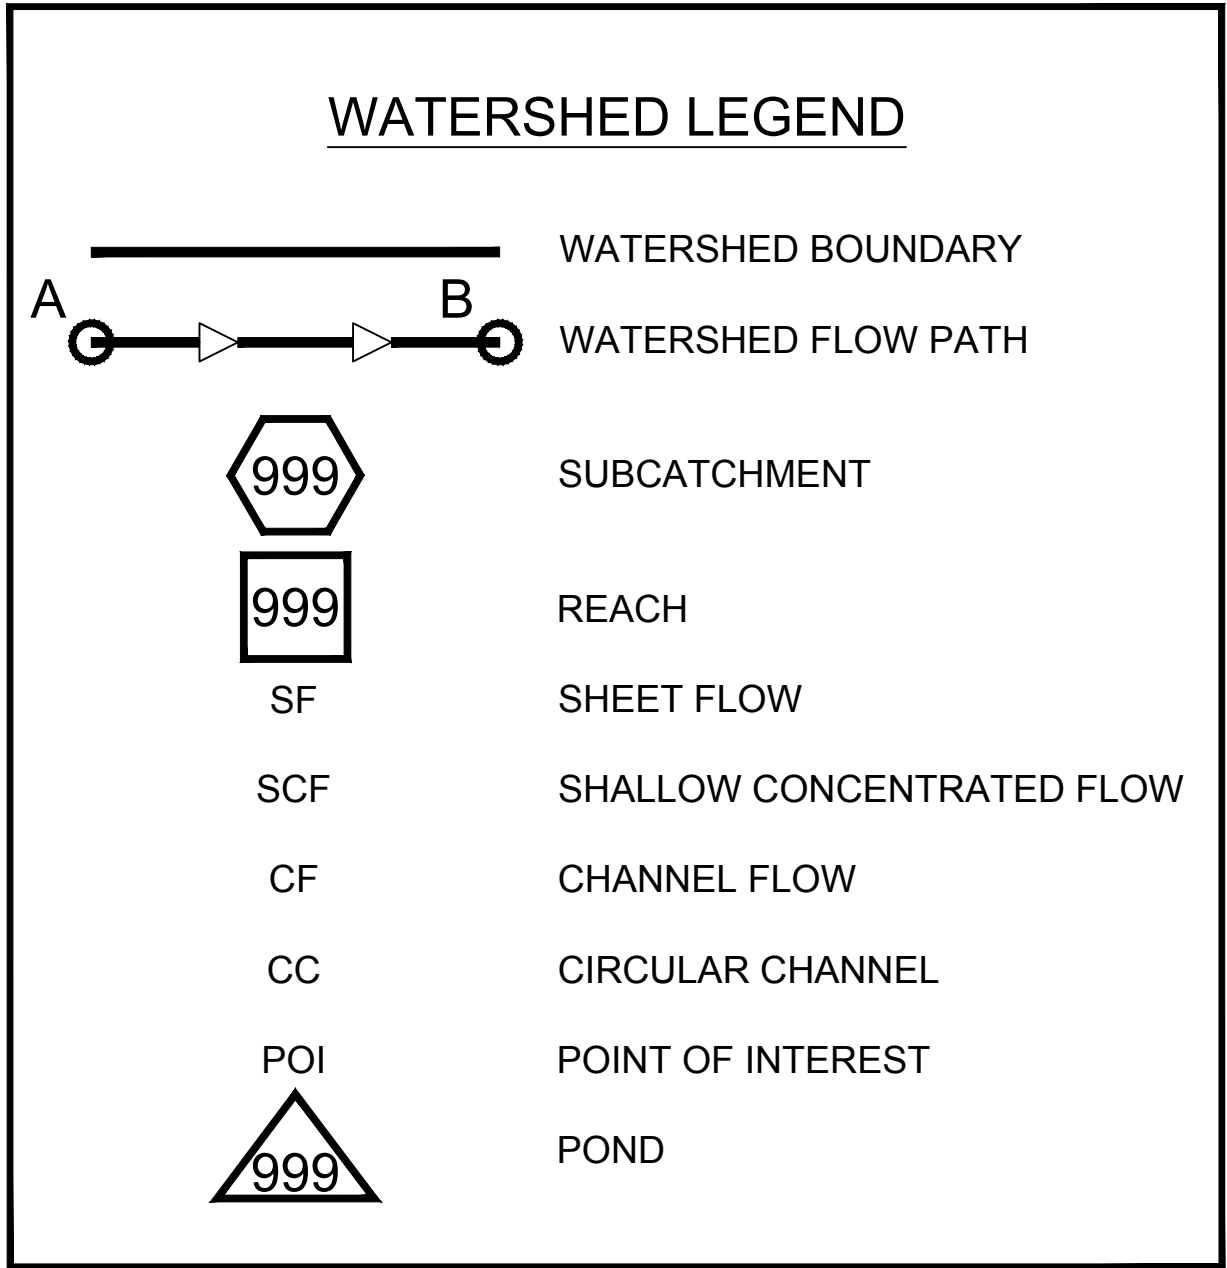 WATERSHED LEGEND
WATERSHED BOUNDARY
A B
WATERSHED FLOW PATH
999 SUBCATCHMENT
999 REACH
SF SHEET FLOW
SCF SHALLOW CONCENTRATED FLOW
CF CHANNEL FLOW
CC CIRCULAR CHANNEL
POI POINT OF INTEREST
999 POND